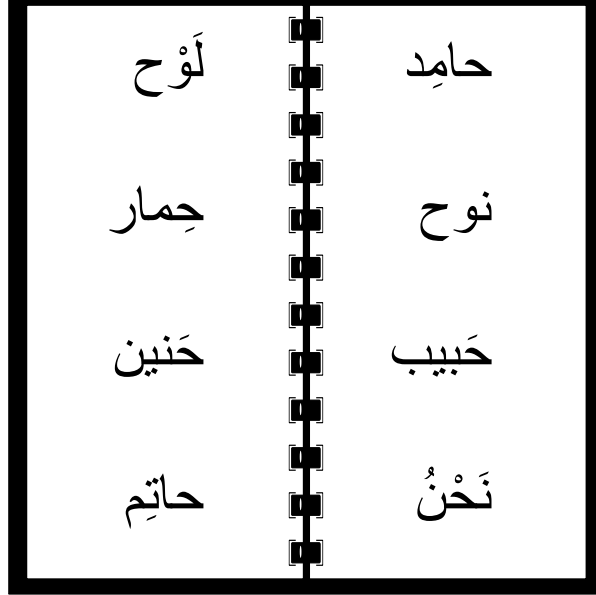 حامِد
نوح
حَبيب
نَحْنُ
لَوْح
حِمار
حَنين
حاتِم